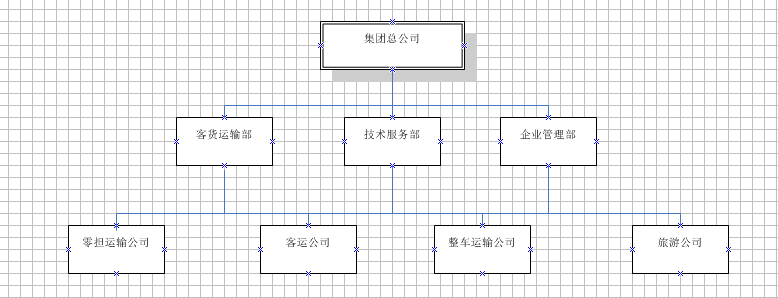 集团总公司
客货运输部
技术服务部
企业管理部
零担运输公司
客运公司
整车运输公司
旅游公司